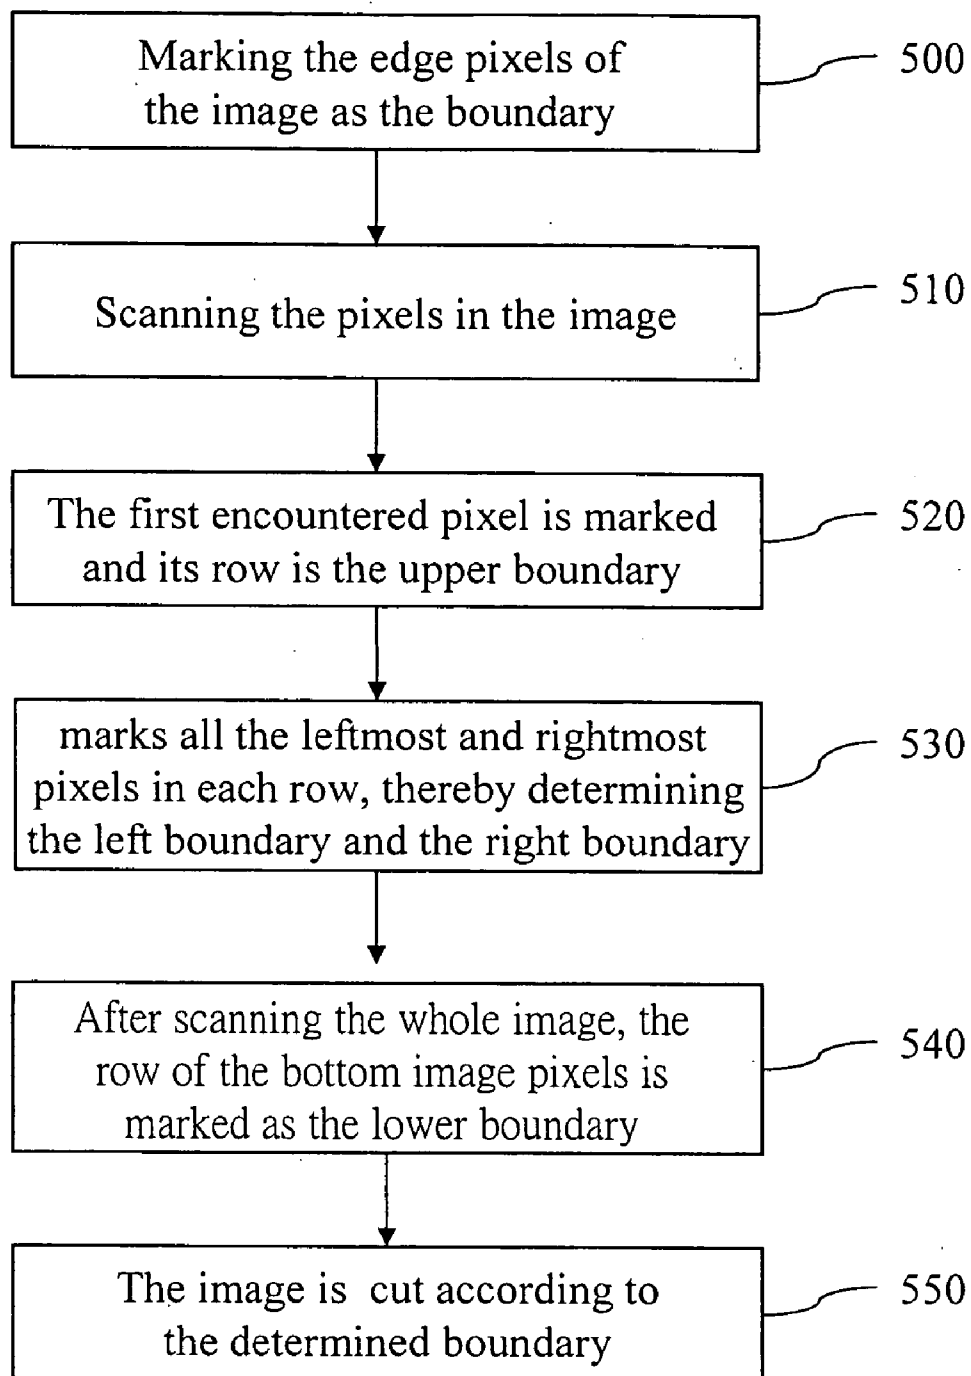 Marking the edge pixels of
the image as the boundary
500
Scanning the pixels in the image
510
The first encountered pixel is marked
and its row is the upper boundary
520
marks all the leftmost and rightmost
pixels in each row, thereby determining
the left boundary and the right boundary
530
After scanning the whole image, the
row of the bottom image pixels is
marked as the lower boundary
540
The image is cut according to
the determined boundary
550